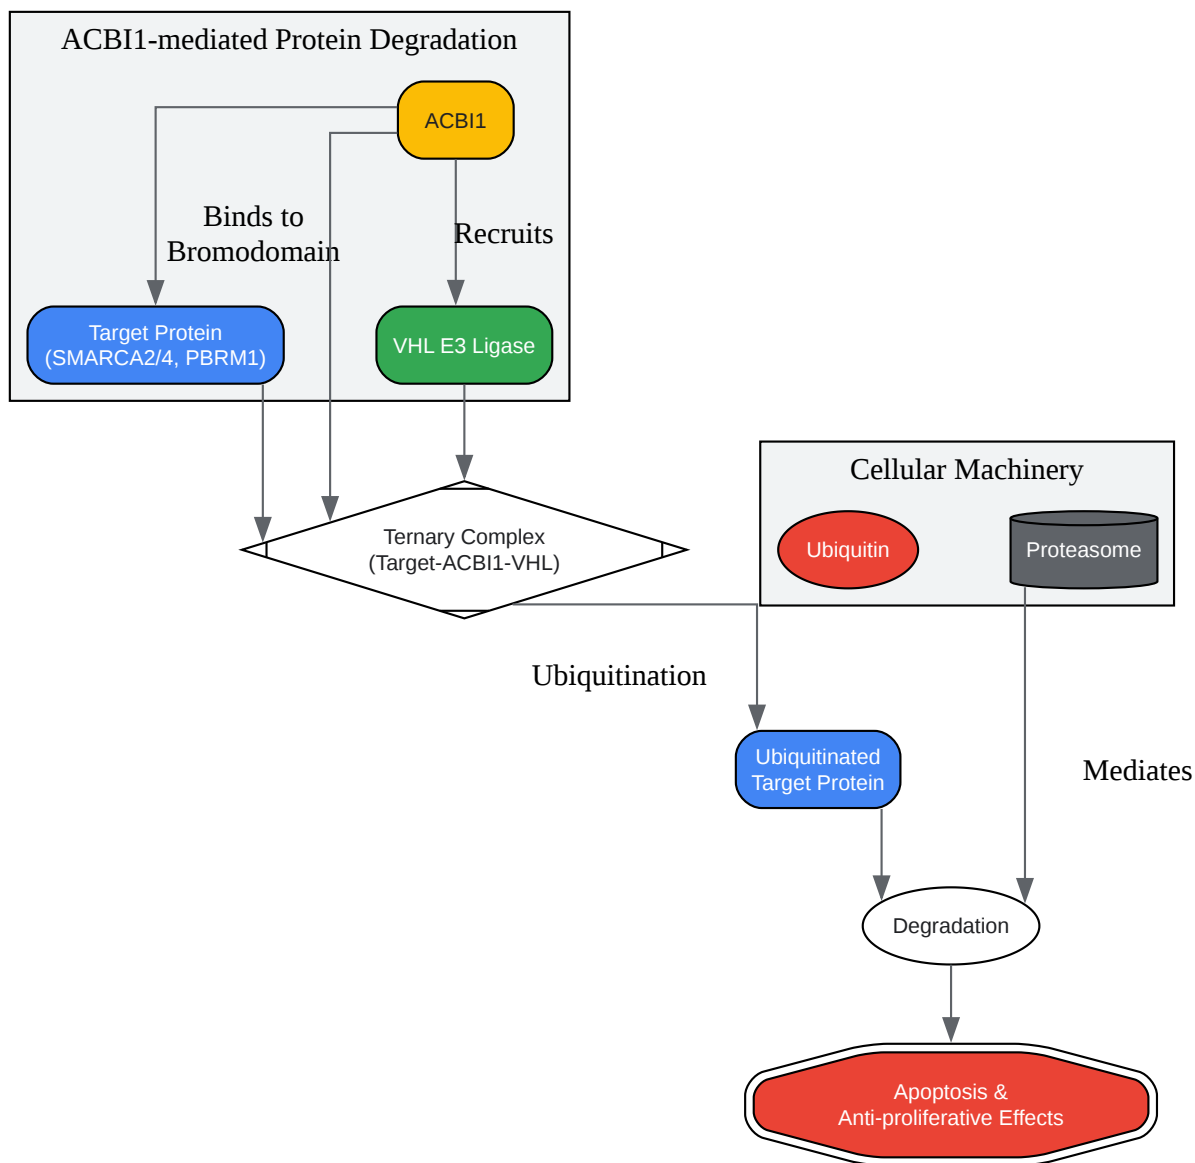 ACBI1-mediated Protein Degradation
ACBI1
Binds to
Bromodomain
Recruits
Target Protein
(SMARCA2/4, PBRM1)
VHL E3 Ligase
Cellular Machinery
Ubiquitin
Proteasome
Ternary Complex
(Target-ACBI1-VHL)
Ubiquitination
Ubiquitinated
Target Protein
Mediates
Degradation
Apoptosis &
Anti-proliferative Effects